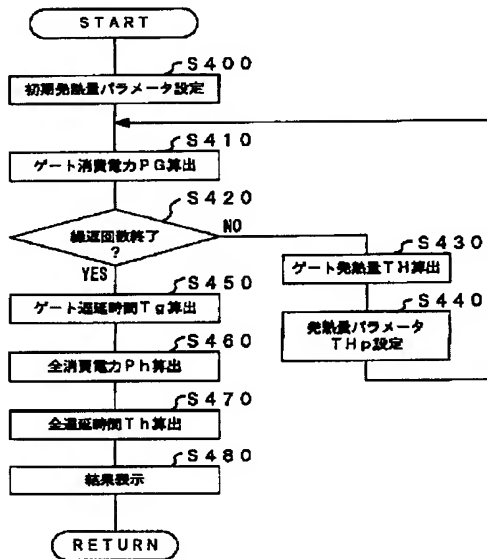 START
S400
初期発熱量パラメータ設定
S410
ゲート消費電力PG算出
S420
繰返回数終了
?
NO
YES
S430
ゲート発熱量TH算出
S440
発熱量パラメータ
THp設定
S450
ゲート遅延時間Tg算出
S460
全消費電力Ph算出
S470
全遅延時間Th算出
S480
結果表示
RETURN